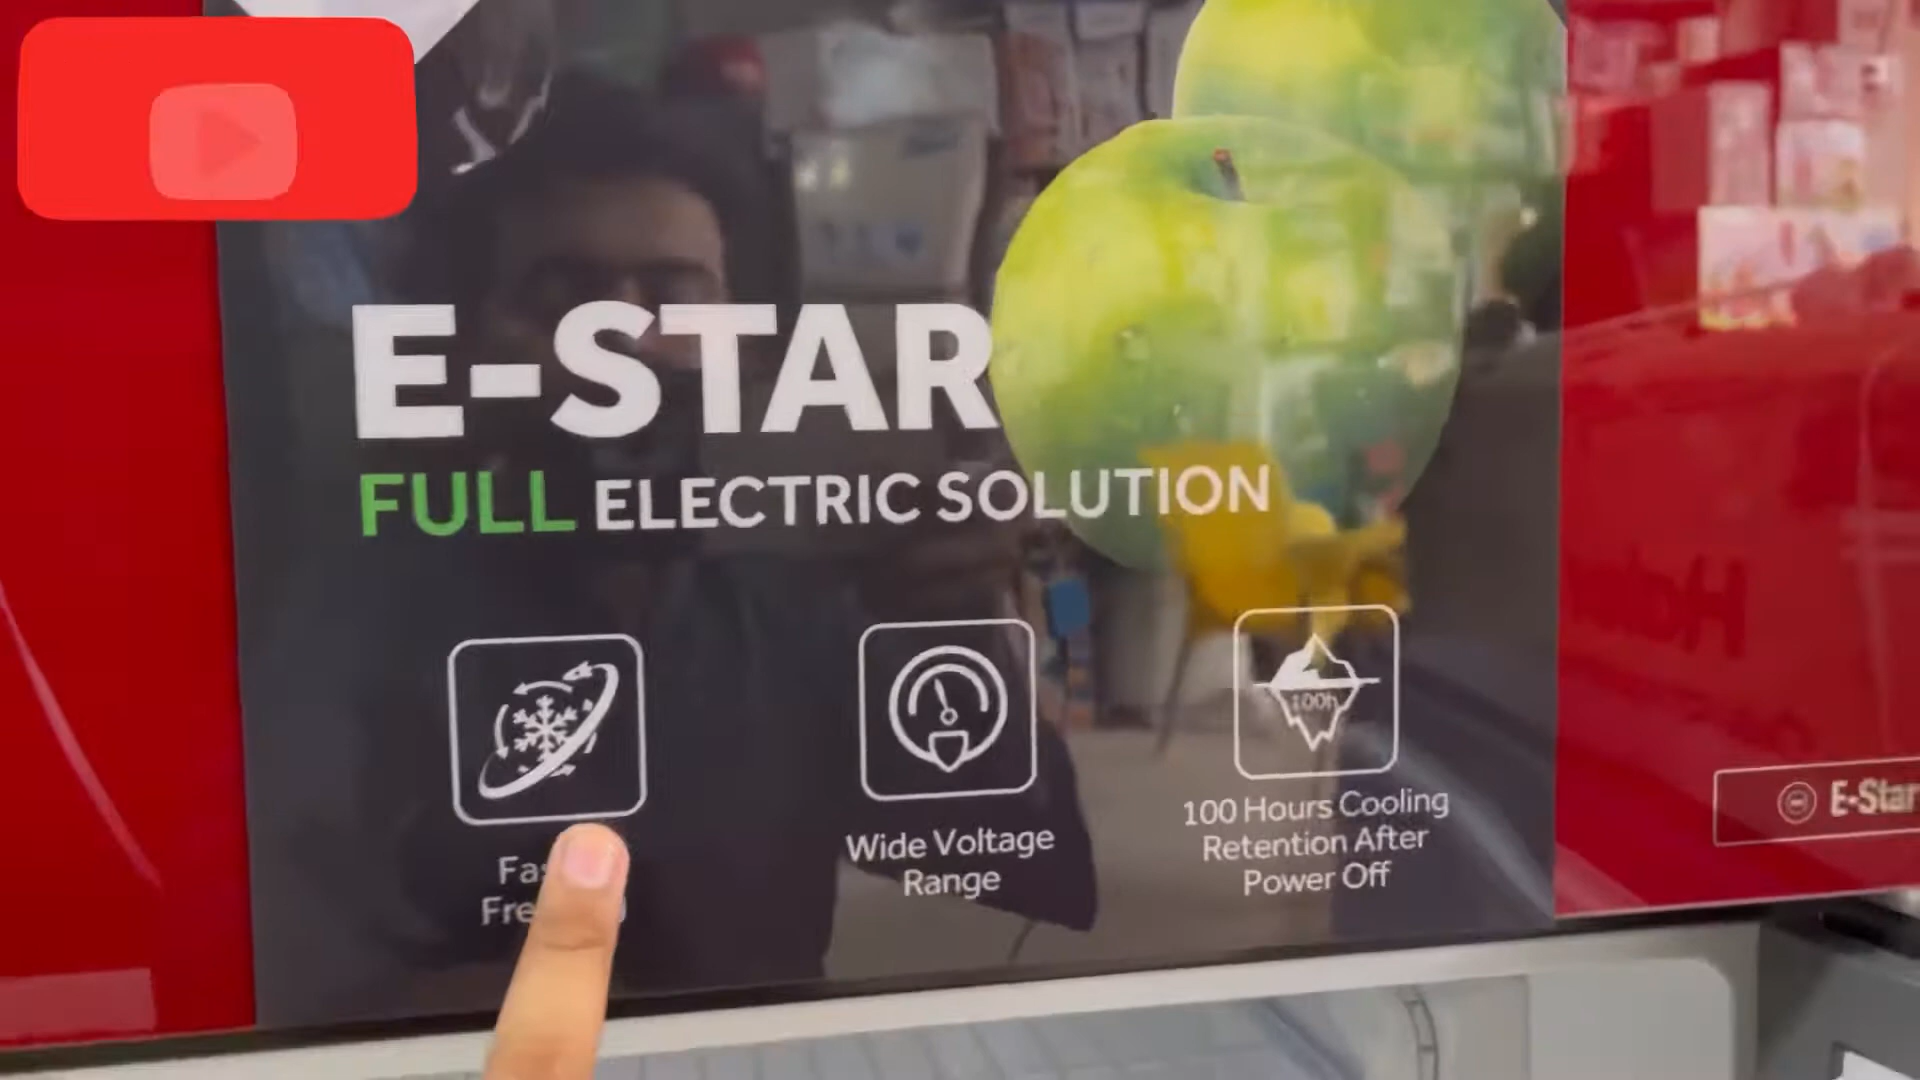 E-STAR
FULL ELECTRIC SOLUTION
100h
Wide Voltage
Range
100 Hours Cooling
Retention After
Power Off
E-Star